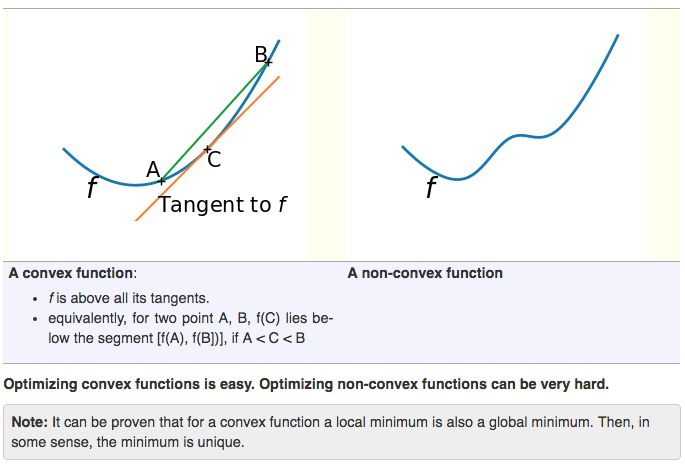 B
A
C
f
Tangent to f
f
A convex function:
A non-convex function
• f is above all its tangents.
• equivalently, for two point A, B, f(C) lies be-
low the segment [f(A), f(B])], if A < C < B
Optimizing convex functions is easy. Optimizing non-convex functions can be very hard.
Note: It can be proven that for a convex function a local minimum is also a global minimum. Then, in
some sense, the minimum is unique.